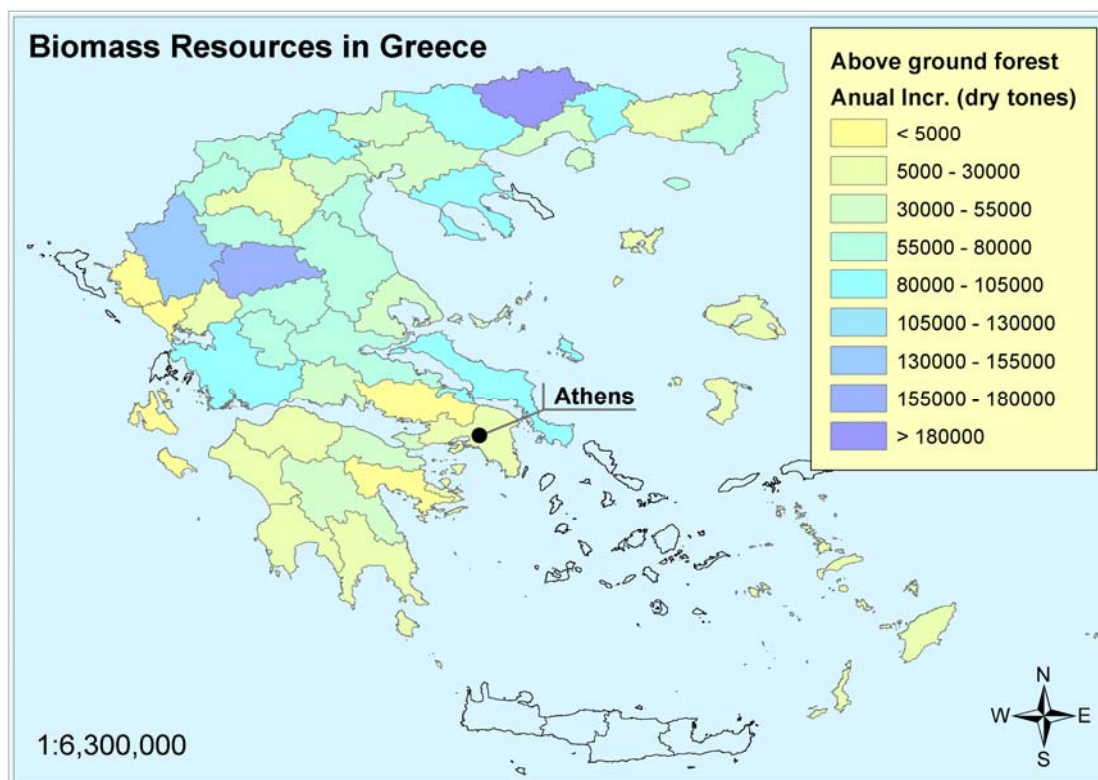 Biomass Resources in Greece
Above ground forest
Anual Incr. (dry tones)
< 5000
5000 - 30000
30000 - 55000
55000 - 80000
80000 - 105000
105000 - 130000
130000 - 155000
155000 - 180000
> 180000
Athens
N
W E
S
1:6,300,000